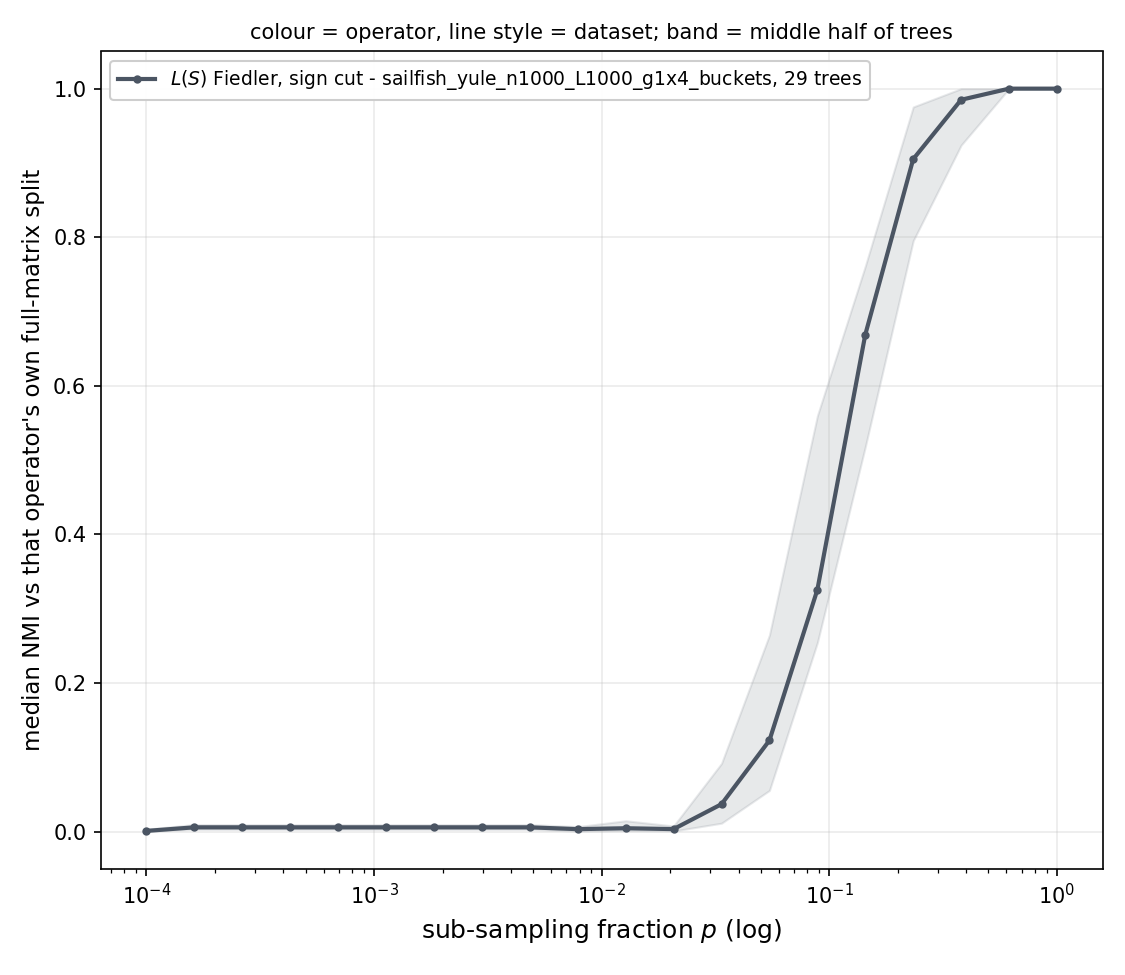 colour = operator, line style = dataset; band = middle half of trees
L(S) Fiedler, sign cut - sailfish_yule_n1000_L1000_g1x4_buckets, 29 trees
median NMI vs that operator's own full-matrix split
1.0
0.8
0.6
0.4
0.2
0.0
10⁻⁴ 10⁻³ 10⁻² 10⁻¹ 10⁰
sub-sampling fraction p (log)